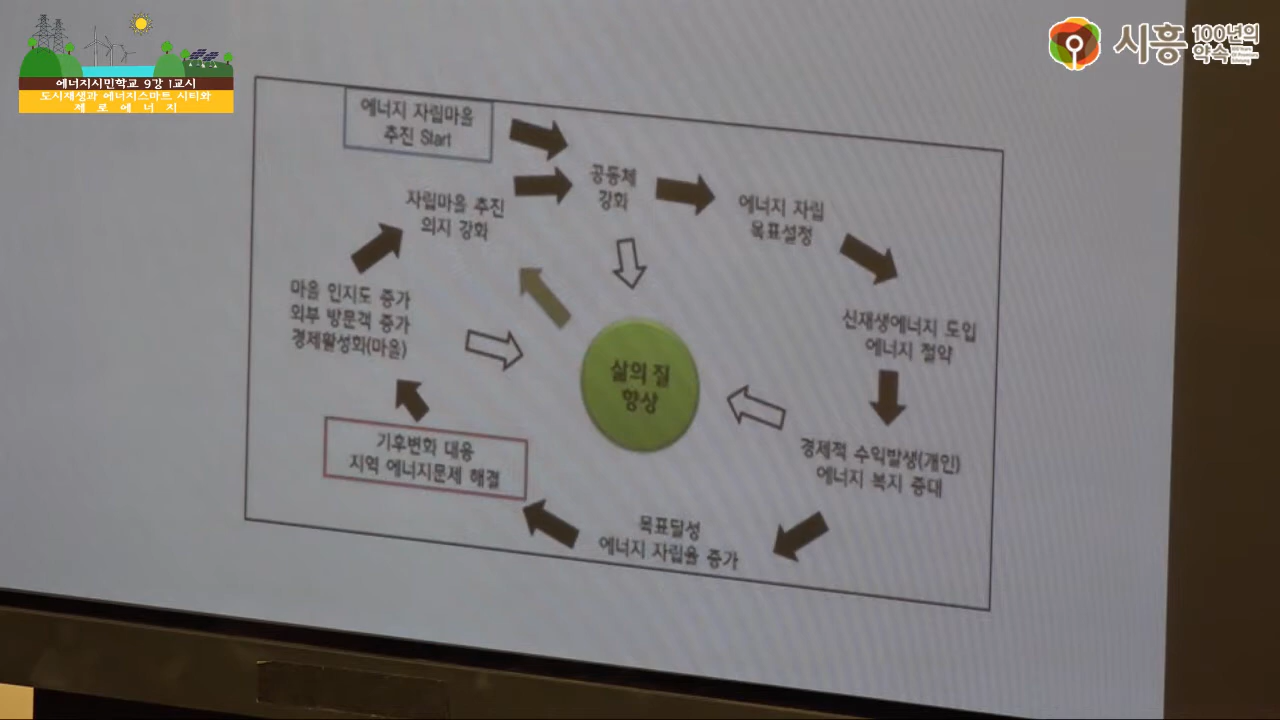 에너지시민학교 9강 1교시
도시재생과 에너지스마트 시티와
제로에너지
시흥
100년의
약속
에너지 자립마을
추진 Start
공동체
강화
에너지 자립
목표설정
자립마을 추진
의지 강화
신재생에너지 도입
에너지 절약
마을 인지도 증가
외부 방문객 증가
경제활성화(마을)
삶의 질
향상
경제적 수익발생(개인)
에너지 복지 증대
기후변화 대응
지역 에너지문제 해결
목표달성
에너지 자립율 증가